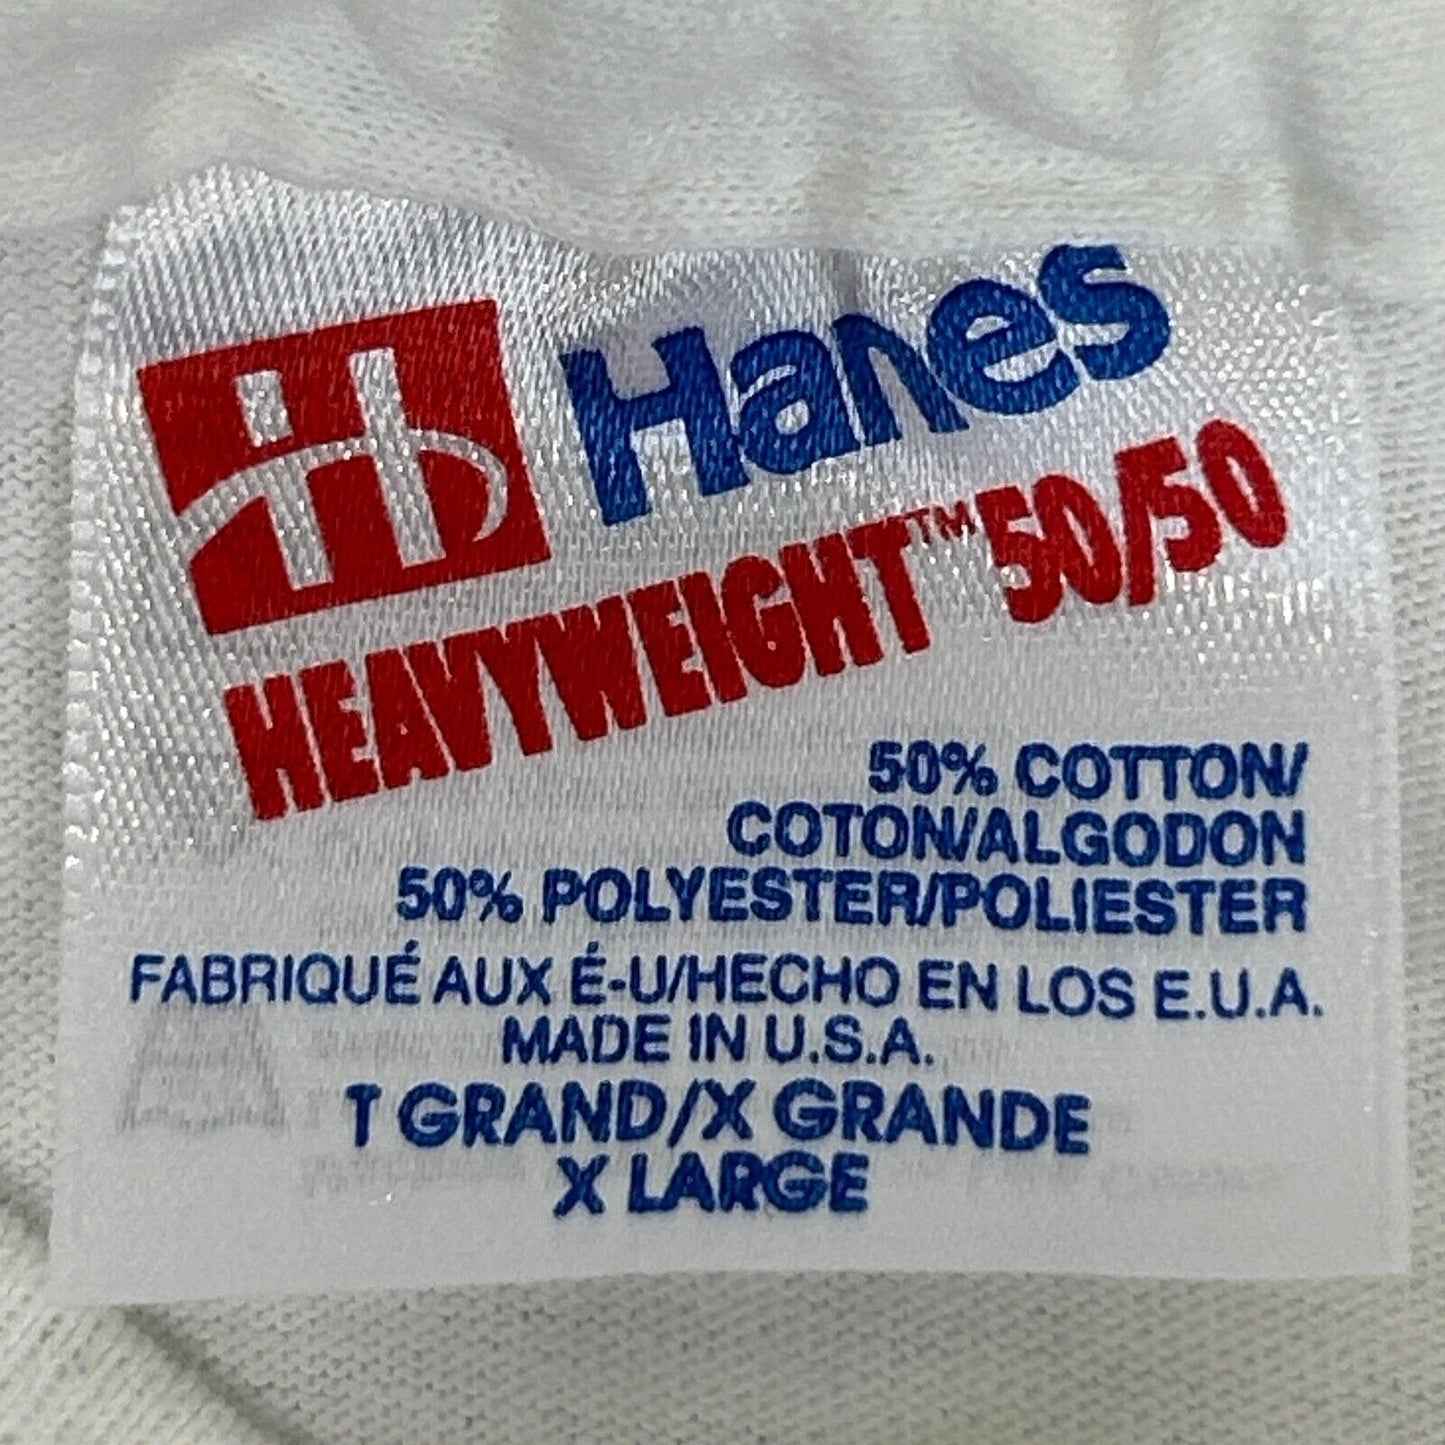 Hanes
HEAVYWEIGHT™ 50/50
50% COTTON/
COTON/ALGODON
50% POLYESTER/POLIESTER
FABRIQUÉ AUX É-U/HECHO EN LOS E.U.A.
MADE IN U.S.A.
T GRAND/X GRANDE
X LARGE